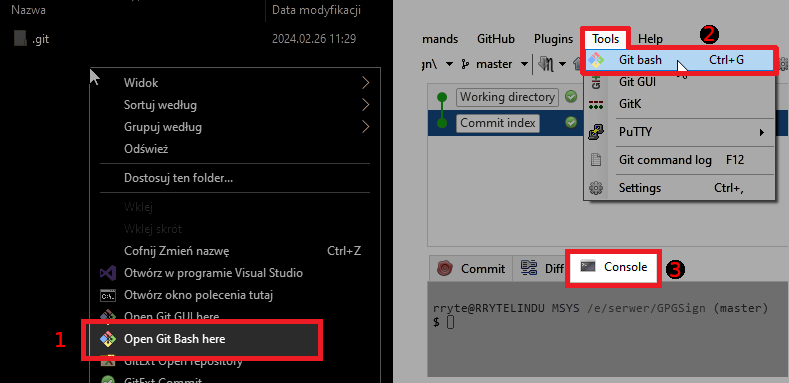 Nazwa
Data modyfikacji
.git
2024.02.26 11:29
Widok
Sortuj według
Grupuj według
Odśwież
Dostosuj ten folder...
Wklej
Wklej skrót
Cofnij Zmień nazwę Ctrl+Z
Otwórz w programie Visual Studio
Otwórz okno polecenia tutaj
Open Git GUI here
1
Open Git Bash here
GitExt Open repository
GitExt Commit
2
mands GitHub Plugins Tools Help
gn\ master
Git bash Ctrl+G
Git GUI
GitK
PuTTY
Git command log F12
Settings Ctrl+,
GH
Working directory
Commit index
Commit Diff Console
3
rryte@RRYTELINDU MSYS /e/serwer/GPGSign (master)
$